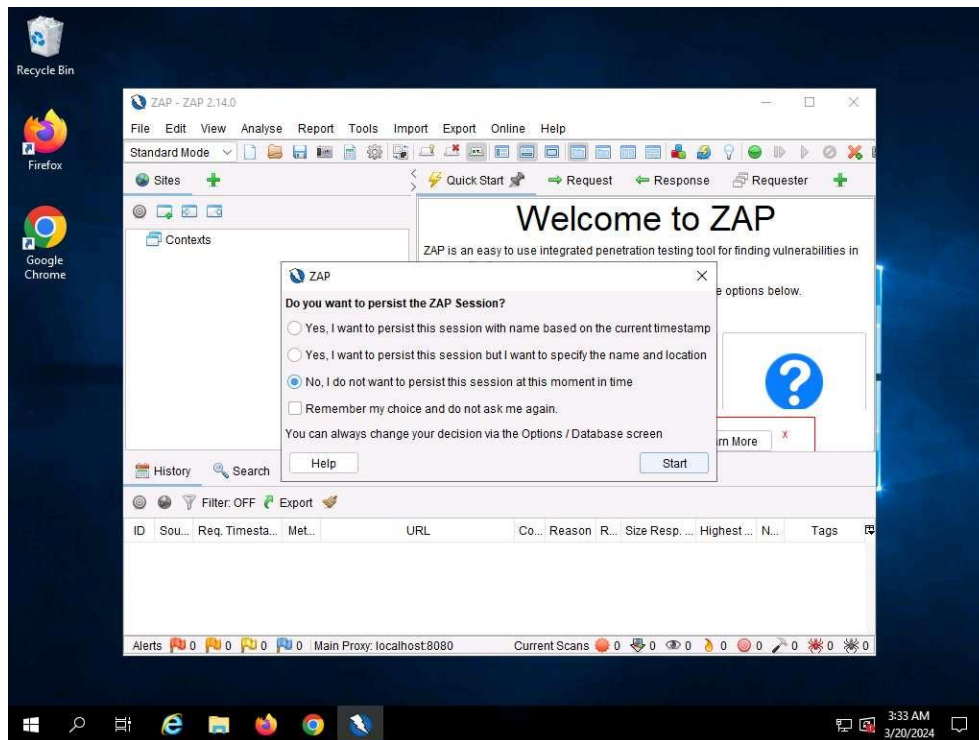 Recycle Bin
Firefox
Google
Chrome
ZAP - ZAP 2.14.0
File Edit View Analyse Report Tools Import Export Online Help
Standard Mode
Sites
Quick Start Request Response Requester
Contexts
Welcome to ZAP
ZAP is an easy to use integrated penetration testing tool for finding vulnerabilities in
e options below.
ZAP
Do you want to persist the ZAP Session?
Yes, I want to persist this session with name based on the current timestamp
Yes, I want to persist this session but I want to specify the name and location
No, I do not want to persist this session at this moment in time
Remember my choice and do not ask me again.
You can always change your decision via the Options / Database screen
Help Start
rn More x
History Search
Filter: OFF Export
ID Sou... Req. Timesta... Met... URL Co... Reason R... Size Resp. ... Highest ... N... Tags
Alerts 0 0 0 0 Main Proxy: localhost:8080 Current Scans 0 0 0 0 0 0 0 0
3:33 AM
3/20/2024